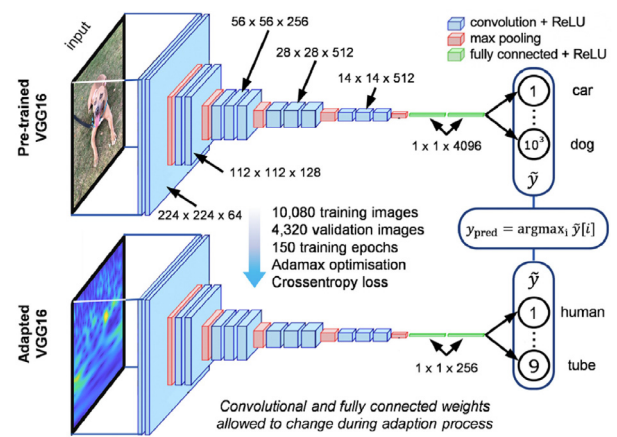 convolution + ReLU
max pooling
fully connected + ReLU
input
56 x 56 x 256
28 x 28 x 512
14 x 14 x 512
Pre-trained
VGG16
1
car
10³
dog
ỹ
1 x 1 x 4096
112 x 112 x 128
224 x 224 x 64
10,080 training images
4,320 validation images
150 training epochs
Adamax optimisation
Crossentropy loss
y_pred = argmax_i ỹ[i]
Adapted
VGG16
ỹ
1
human
9
tube
1 x 1 x 256
Convolutional and fully connected weights
allowed to change during adaption process